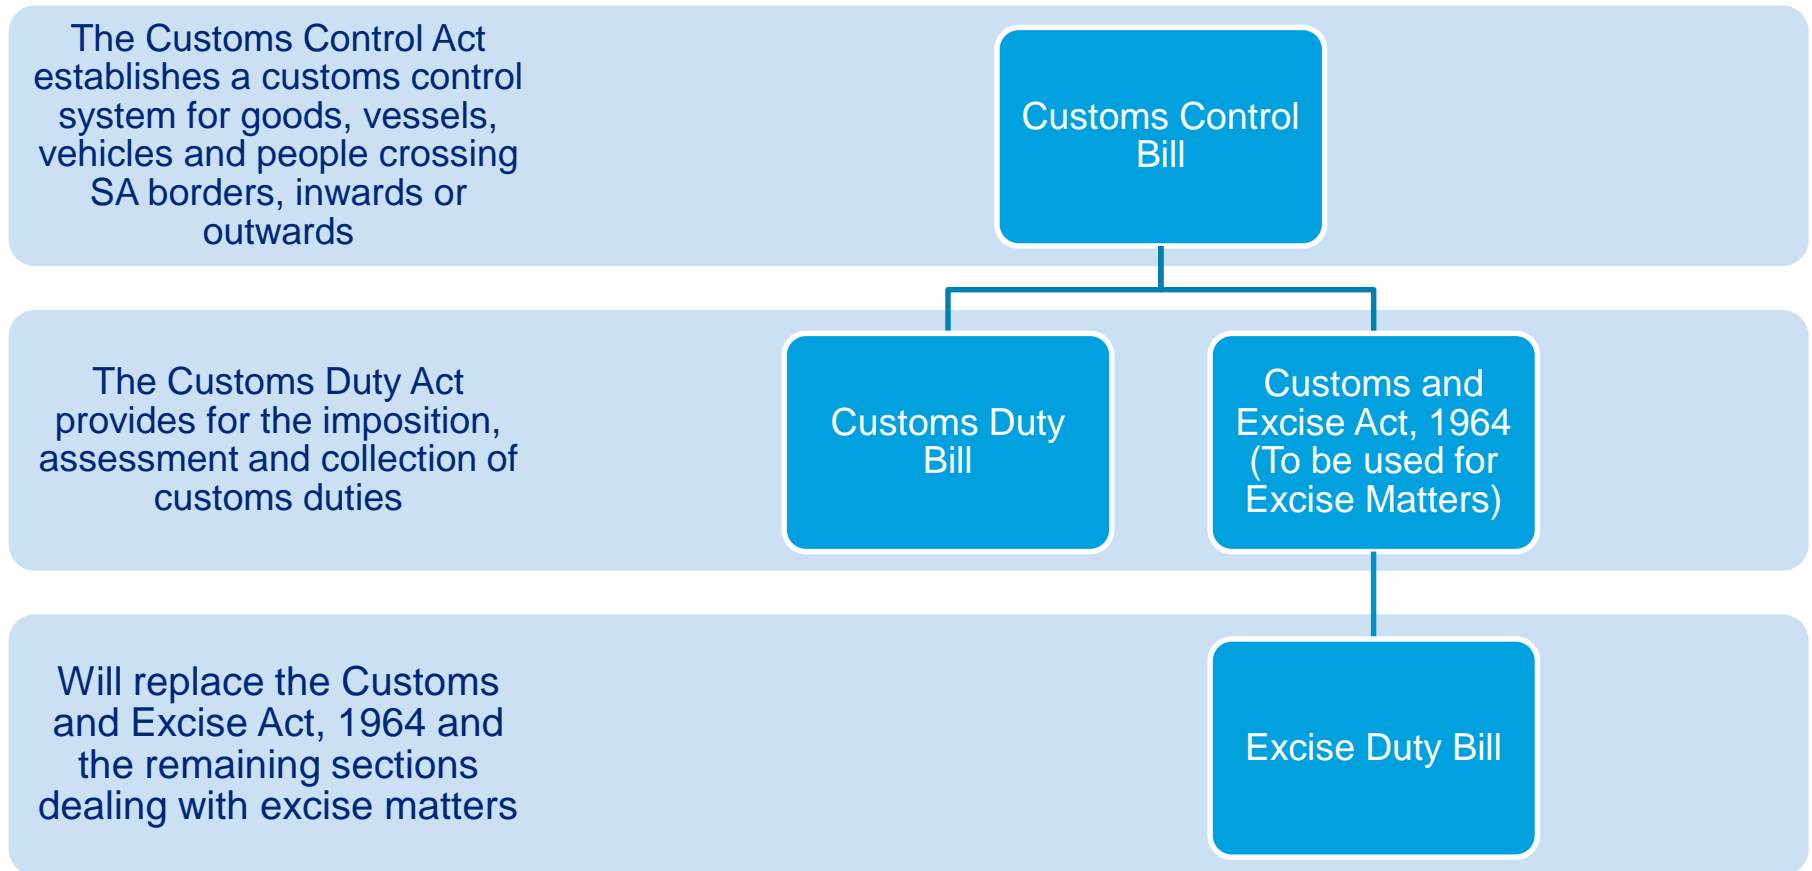 The Customs Control Act
establishes a customs control
system for goods, vessels,
vehicles and people crossing
SA borders, inwards or
outwards
Customs Control
Bill
The Customs Duty Act
provides for the imposition,
assessment and collection of
customs duties
Customs Duty
Bill
Customs and
Excise Act, 1964
(To be used for
Excise Matters)
Will replace the Customs
and Excise Act, 1964 and
the remaining sections
dealing with excise matters
Excise Duty Bill